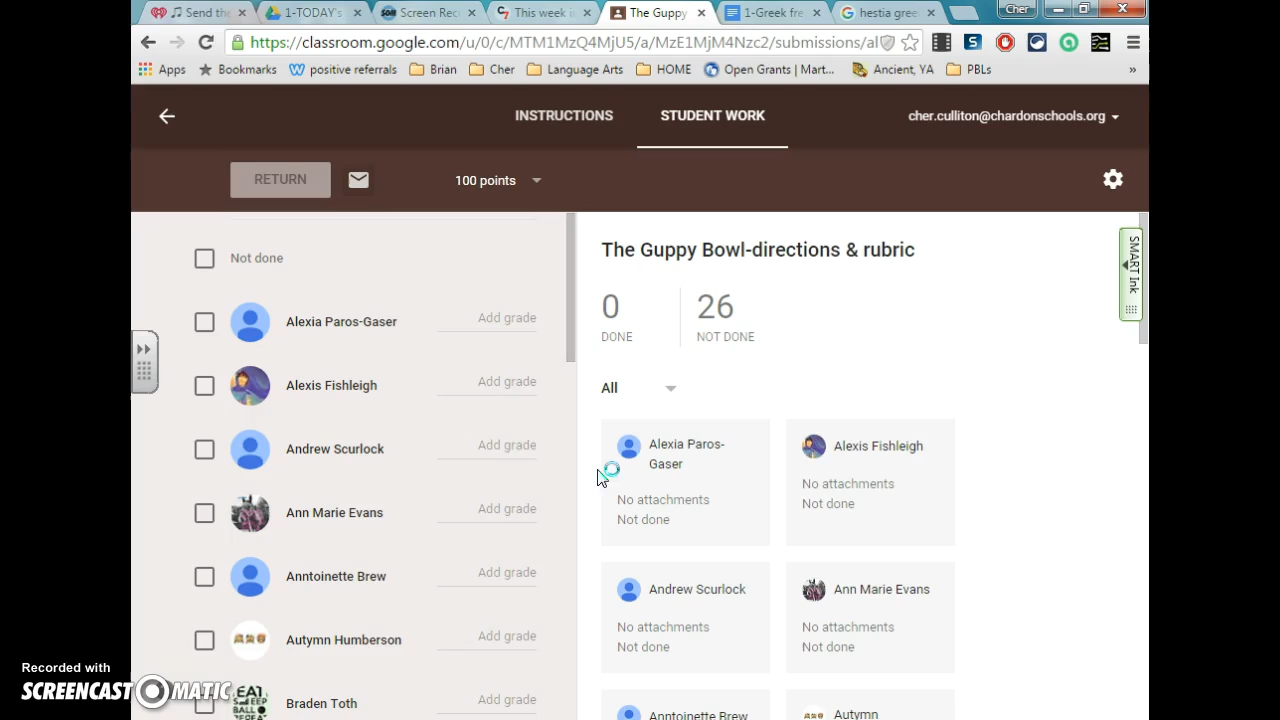 Send the
1-TODAY's
Screen Rec
This week i
The Guppy
1-Greek fre
hestia gree
Cher
https://classroom.google.com/u/0/c/MTM1MzQ4MjU5/a/MzE1MjM4Nzc2/submissions/al
Apps
Bookmarks
positive referrals
Brian
Cher
Language Arts
HOME
Open Grants | Mart...
Ancient, YA
PBLs
»
INSTRUCTIONS
STUDENT WORK
cher.culliton@chardonschools.org
RETURN
100 points
Not done
Alexia Paros-Gaser
Add grade
Alexis Fishleigh
Add grade
Andrew Scurlock
Add grade
Ann Marie Evans
Add grade
Anntoinette Brew
Add grade
Autymn Humberson
Add grade
Braden Toth
Add grade
The Guppy Bowl-directions & rubric
0
DONE
26
NOT DONE
All
Alexia Paros-
Gaser
No attachments
Not done
Alexis Fishleigh
No attachments
Not done
Andrew Scurlock
No attachments
Not done
Ann Marie Evans
No attachments
Not done
Anntoinette Brew
Autymn
SMART Ink
Recorded with
SCREENCAST MATIC